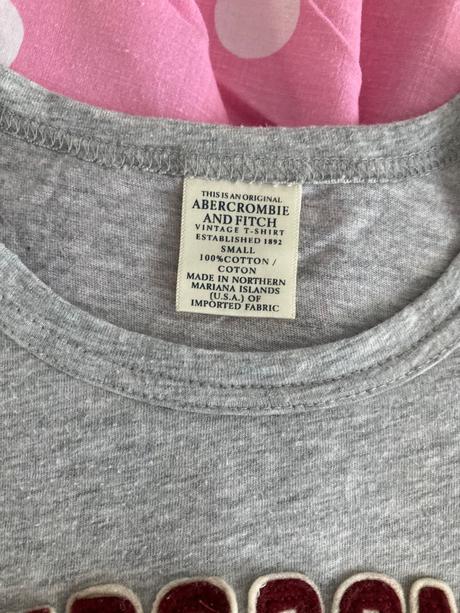 THIS IS AN ORIGINAL
ABERCROMBIE
AND FITCH
VINTAGE T-SHIRT
ESTABLISHED 1892
SMALL
100%COTTON /
COTON
MADE IN NORTHERN
MARIANA ISLANDS
(U.S.A.) OF
IMPORTED FABRIC